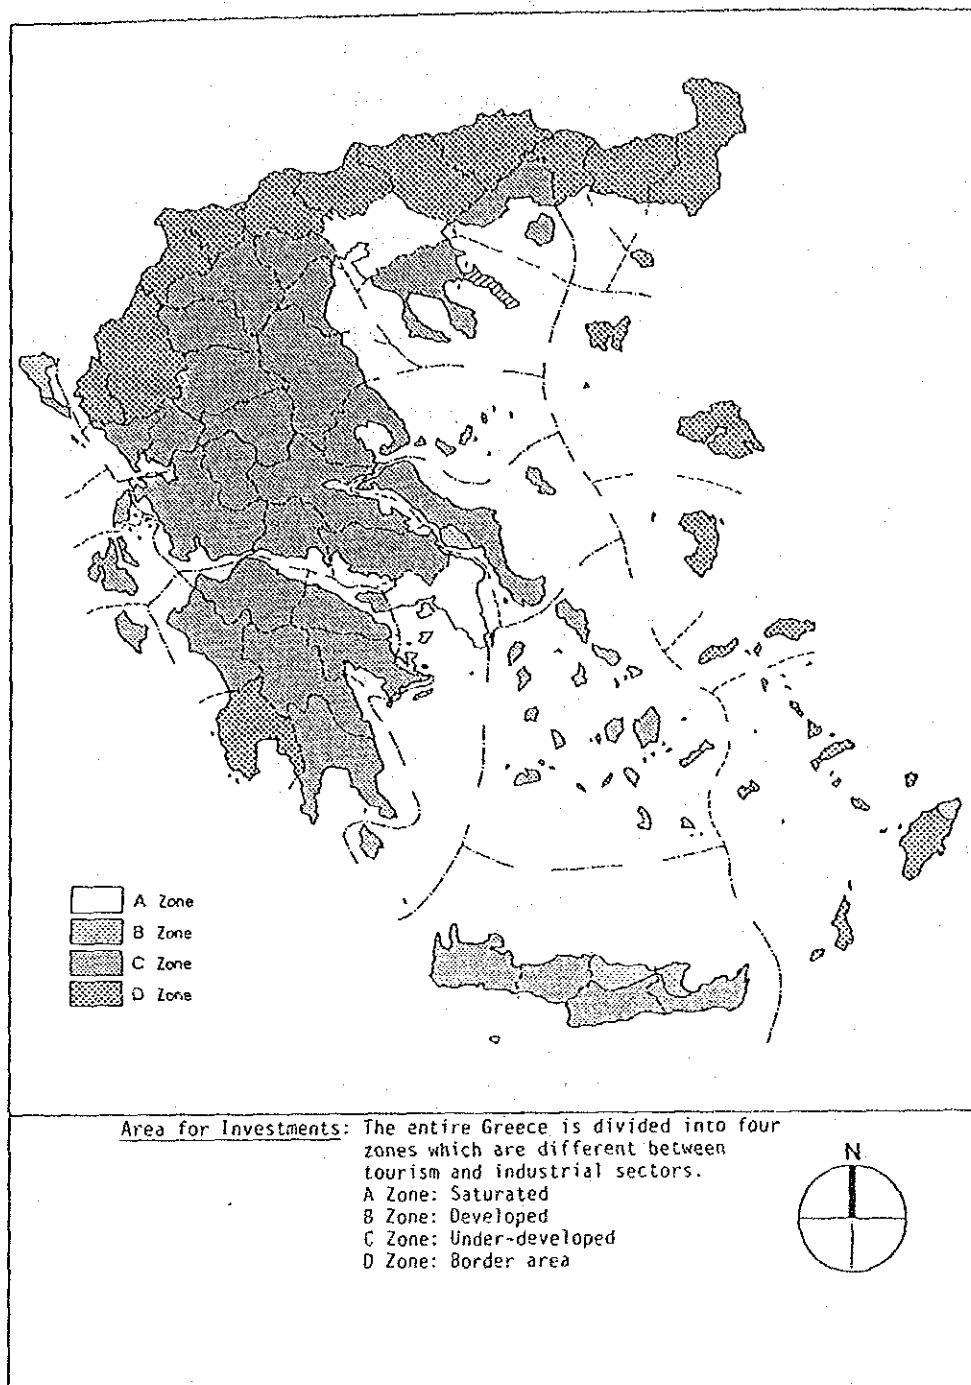 A Zone
B Zone
C Zone
D Zone
Area for Investments: The entire Greece is divided into four
zones which are different between
tourism and industrial sectors.
A Zone: Saturated
B Zone: Developed
C Zone: Under-developed
D Zone: Border area
N